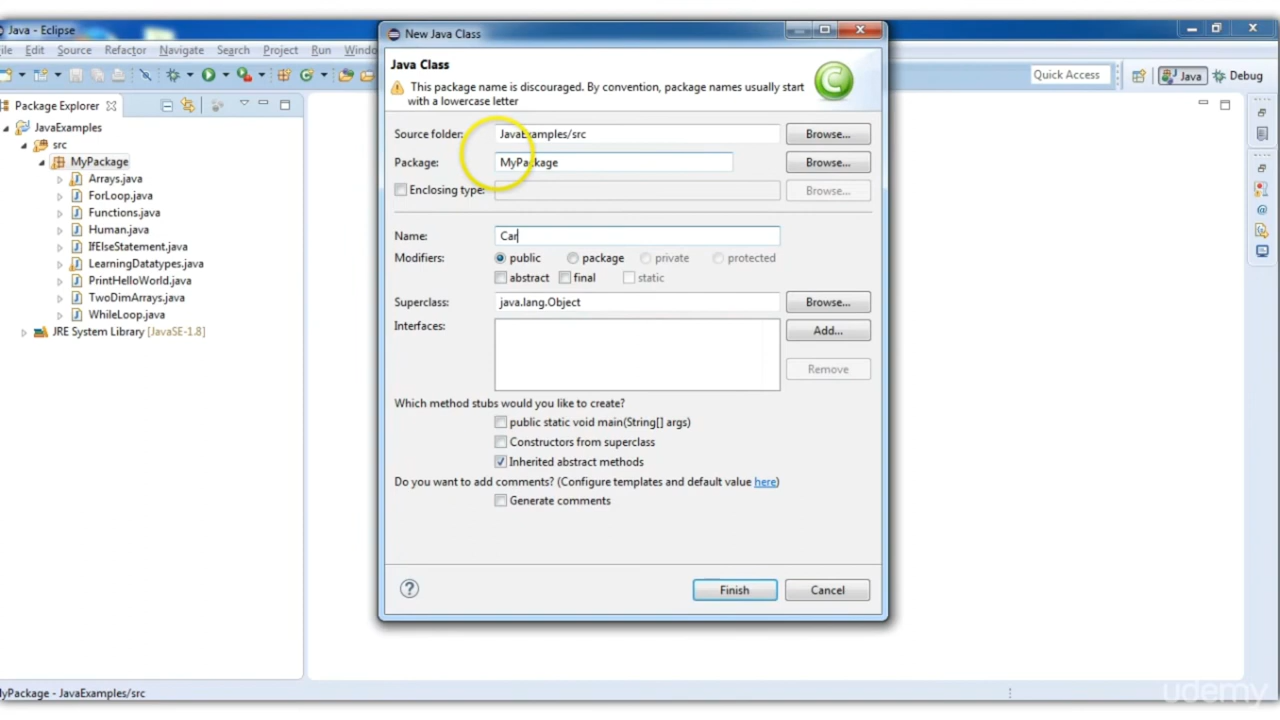 Java - Eclipse
New Java Class
ile Edit Source Refactor Navigate Search Project Run Windo
Java Class
This package name is discouraged. By convention, package names usually start
with a lowercase letter
Quick Access
Java
Debug
Package Explorer
JavaExamples
src
MyPackage
Arrays.java
ForLoop.java
Functions.java
Human.java
IfElseStatement.java
LearningDatatypes.java
PrintHelloWorld.java
TwoDimArrays.java
WhileLoop.java
JRE System Library [JavaSE-1.8]
Source folder: JavaExamples/src Browse...
Package: MyPackage Browse...
Enclosing type: Browse...
Name: Car
Modifiers: public package private protected
abstract final static
Superclass: java.lang.Object Browse...
Interfaces: Add...
Remove
Which method stubs would you like to create?
public static void main(String[] args)
Constructors from superclass
Inherited abstract methods
Do you want to add comments? (Configure templates and default value here)
Generate comments
? Finish Cancel
lyPackage - JavaExamples/src
udemy